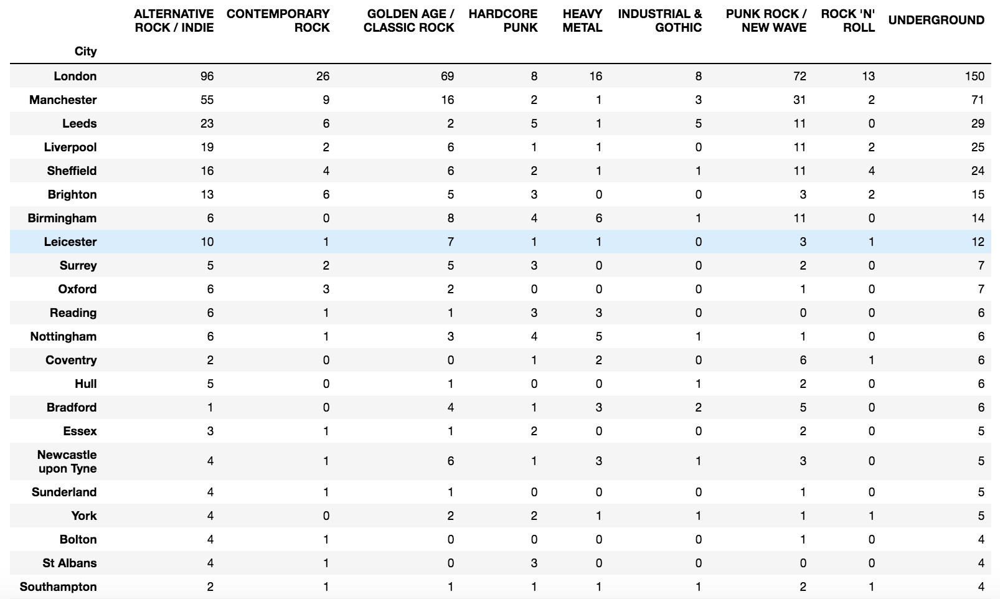 ALTERNATIVE ROCK / INDIE CONTEMPORARY ROCK GOLDEN AGE / CLASSIC ROCK HARDCORE PUNK HEAVY METAL INDUSTRIAL & GOTHIC PUNK ROCK / NEW WAVE ROCK 'N' ROLL UNDERGROUND
City
London 96 26 69 8 16 8 72 13 150
Manchester 55 9 16 2 1 3 31 2 71
Leeds 23 6 2 5 1 5 11 0 29
Liverpool 19 2 6 1 1 0 11 2 25
Sheffield 16 4 6 2 1 1 11 4 24
Brighton 13 6 5 3 0 0 3 2 15
Birmingham 6 0 8 4 6 1 11 0 14
Leicester 10 1 7 1 1 0 3 1 12
Surrey 5 2 5 3 0 0 2 0 7
Oxford 6 3 2 0 0 0 1 0 7
Reading 6 1 1 3 3 0 0 0 6
Nottingham 6 1 3 4 5 1 1 0 6
Coventry 2 0 0 1 2 0 6 1 6
Hull 5 0 1 0 0 1 2 0 6
Bradford 1 0 4 1 3 2 5 0 6
Essex 3 1 1 2 0 0 2 0 5
Newcastle upon Tyne 4 1 6 1 3 1 3 0 5
Sunderland 4 1 1 0 0 0 1 0 5
York 4 0 2 2 1 1 1 1 5
Bolton 4 1 0 0 0 0 1 0 4
St Albans 4 1 0 3 0 0 0 0 4
Southampton 2 1 1 1 1 1 2 1 4